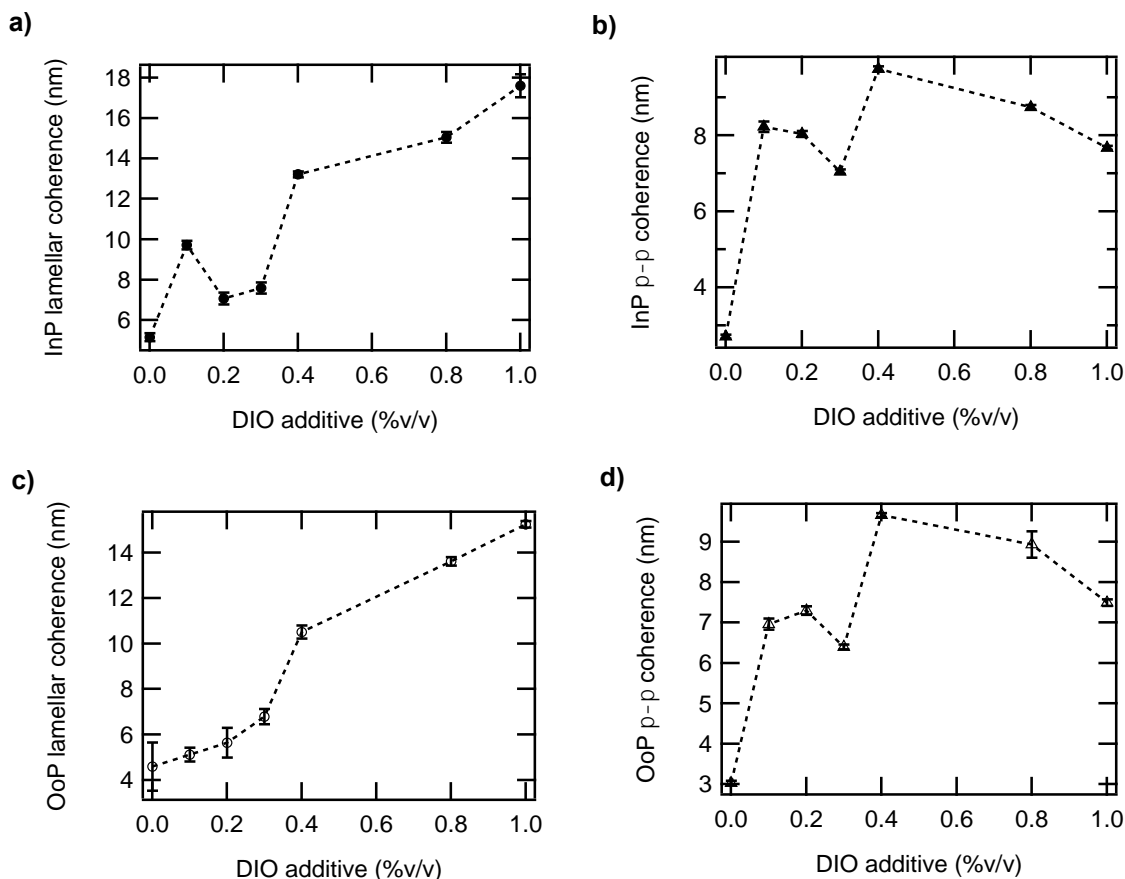 a)
InP lamellar coherence (nm)
18
16
14
12
10
8
6
0.0 0.2 0.4 0.6 0.8 1.0
DIO additive (%v/v)
b)
InP p-p coherence (nm)
8
6
4
0.0 0.2 0.4 0.6 0.8 1.0
DIO additive (%v/v)
c)
OoP lamellar coherence (nm)
14
12
10
8
6
4
0.0 0.2 0.4 0.6 0.8 1.0
DIO additive (%v/v)
d)
OoP p-p coherence (nm)
9
8
7
6
5
4
3
0.0 0.2 0.4 0.6 0.8 1.0
DIO additive (%v/v)